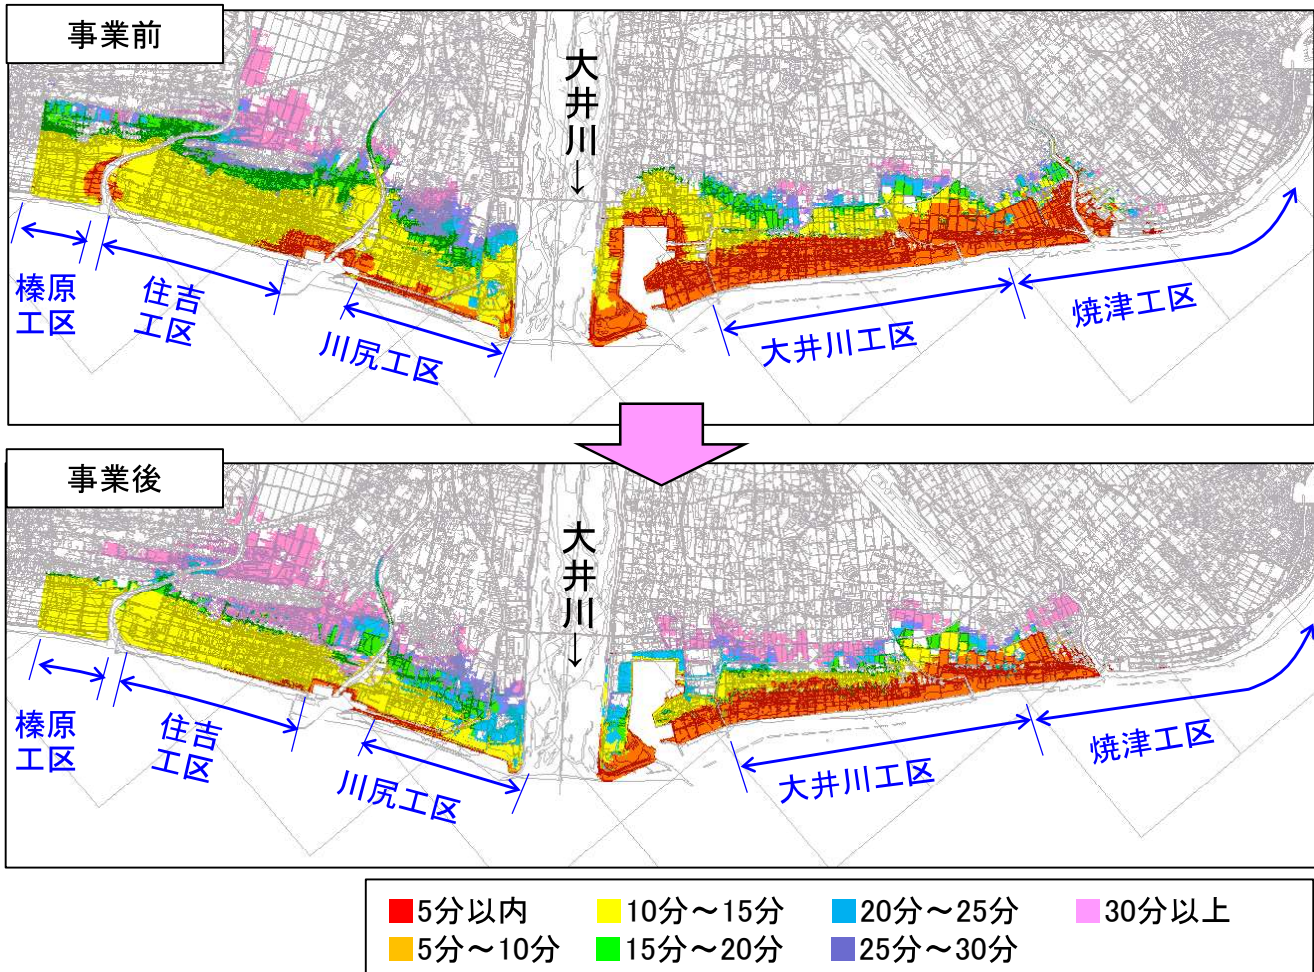 事業前
大井川↓
榛原
工区
住吉
工区
川尻工区
大井川工区
焼津工区
事業後
大井川↓
榛原
工区
住吉
工区
川尻工区
大井川工区
焼津工区
5分以内
10分～15分
20分～25分
30分以上
5分～10分
15分～20分
25分～30分